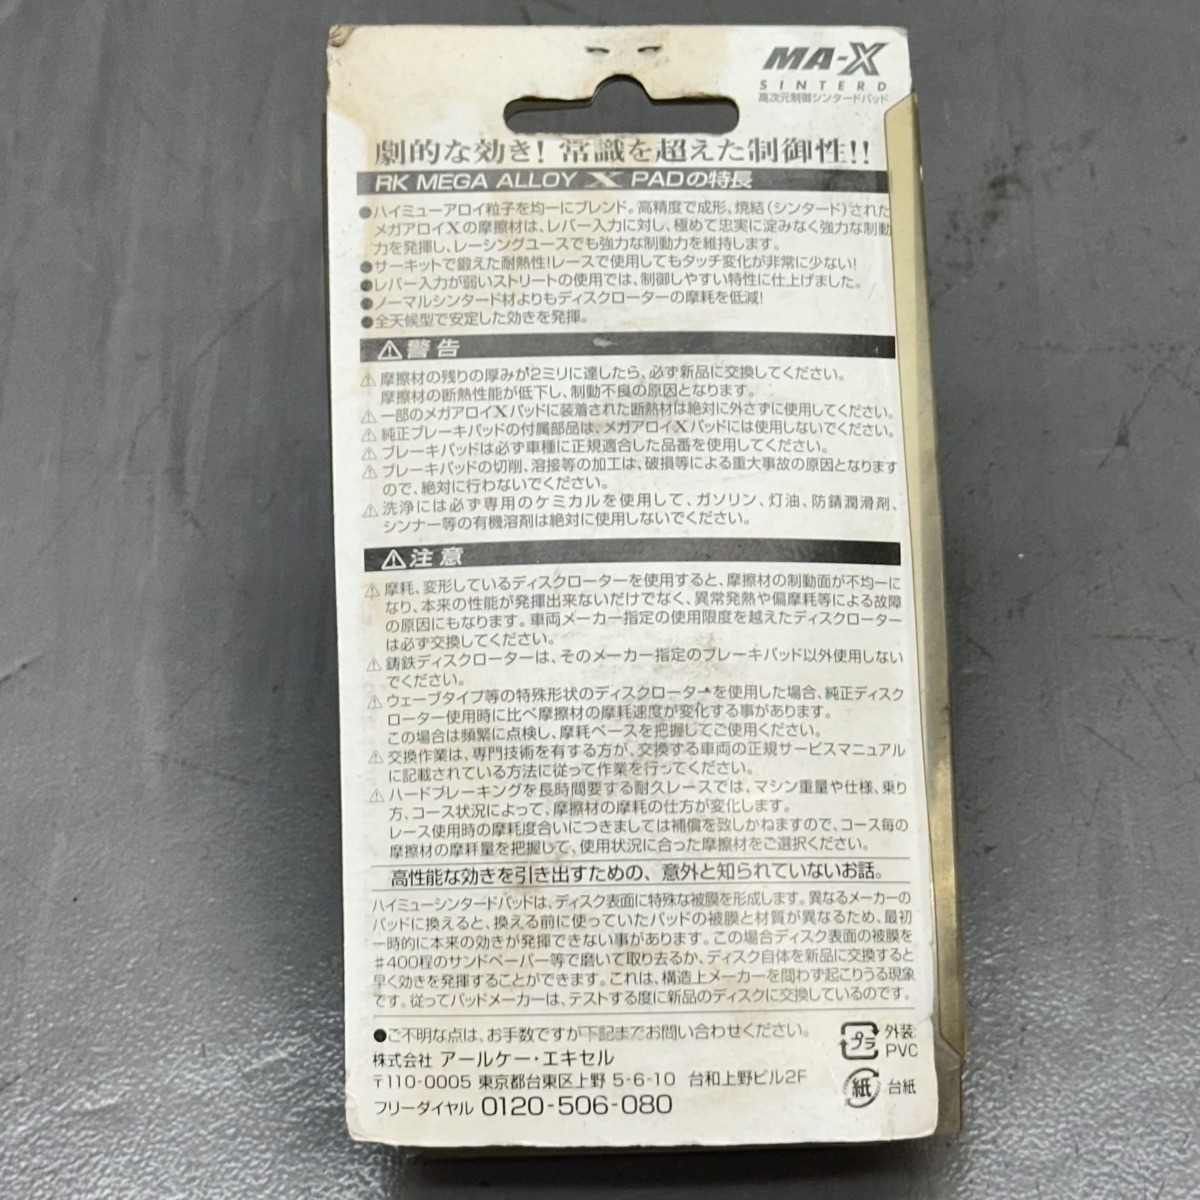 MA-X
SINTERD
高次元制御シンタードパッド
劇的な効き！常識を超えた制御性!!
RK MEGA ALLOY X PADの特長
●ハイミューアロイ粒子を均一にブレンド。高精度で成形、焼結（シンタード）された
メガアロイXの摩擦材は、レバー入力に対し、極めて忠実に淀みなく強力な制動
力を発揮し、レーシングユースでも強力な制動力を維持します。
●サーキットで鍛えた耐熱性!レースで使用してもタッチ変化が非常に少ない!
●レバー入力が弱いストリートの使用では、制御しやすい特性に仕上げました。
●ノーマルシンタード材よりもディスクローターの摩耗を低減!
●全天候型で安定した効きを発揮。
⚠警告
⚠摩擦材の残りの厚みが2ミリに達したら、必ず新品に交換してください。
摩擦材の断熱性能が低下し、制動不良の原因となります。
⚠一部のメガアロイXパッドに装着された断熱材は絶対に外さずに使用してください。
⚠純正ブレーキパッドの付属部品は、メガアロイXパッドには使用しないでください。
⚠ブレーキパッドは必ず車種に正規適合した品番を使用してください。
⚠ブレーキパッドの切削、溶接等の加工は、破損等による重大事故の原因となります
ので、絶対に行わないでください。
⚠洗浄には必ず専用のケミカルを使用して、ガソリン、灯油、防錆潤滑剤、
シンナー等の有機溶剤は絶対に使用しないでください。
⚠注意
⚠摩耗、変形しているディスクローターを使用すると、摩擦材の制動面が不均一に
なり、本来の性能が発揮出来ないだけでなく、異常発熱や偏摩耗等による故障
の原因にもなります。車両メーカー指定の使用限度を越えたディスクローター
は必ず交換してください。
⚠鋳鉄ディスクローターは、そのメーカー指定のブレーキパッド以外使用しない
でください。
⚠ウェーブタイプ等の特殊形状のディスクローターを使用した場合、純正ディスク
ローター使用時に比べ摩擦材の摩耗速度が変化する事があります。
この場合は頻繁に点検し、摩耗ペースを把握してご使用ください。
⚠交換作業は、専門技術を有する方が、交換する車両の正規サービスマニュアル
に記載されている方法に従って作業を行ってください。
⚠ハードブレーキングを長時間要する耐久レースでは、マシン重量や仕様、乗り
方、コース状況によって、摩擦材の摩耗の仕方が変化します。
レース使用時の摩耗度合いにつきましては補償を致しかねますので、コース毎の
摩擦材の摩耗量を把握して、使用状況に合った摩擦材をご選択ください。
高性能な効きを引き出すための、意外と知られていないお話。
ハイミューシンタードパッドは、ディスク表面に特殊な被膜を形成します。異なるメーカーの
パッドに換えると、換える前に使っていたパッドの被膜と材質が異なるため、最初
一時的に本来の効きが発揮できない事があります。この場合ディスク表面の被膜を
#400程のサンドペーパー等で磨いて取り去るか、ディスク自体を新品に交換すると
早く効きを発揮することができます。これは、構造上メーカーを問わず起こりうる現象
です。従ってパッドメーカーは、テストする度に新品のディスクに交換しているのです。
●ご不明な点は、お手数ですが下記までお問い合わせください。
株式会社 アールケー・エキセル
〒110-0005 東京都台東区上野 5-6-10 台和上野ビル2F
フリーダイヤル 0120-506-080
プラ 外装:
PVC
紙 台紙